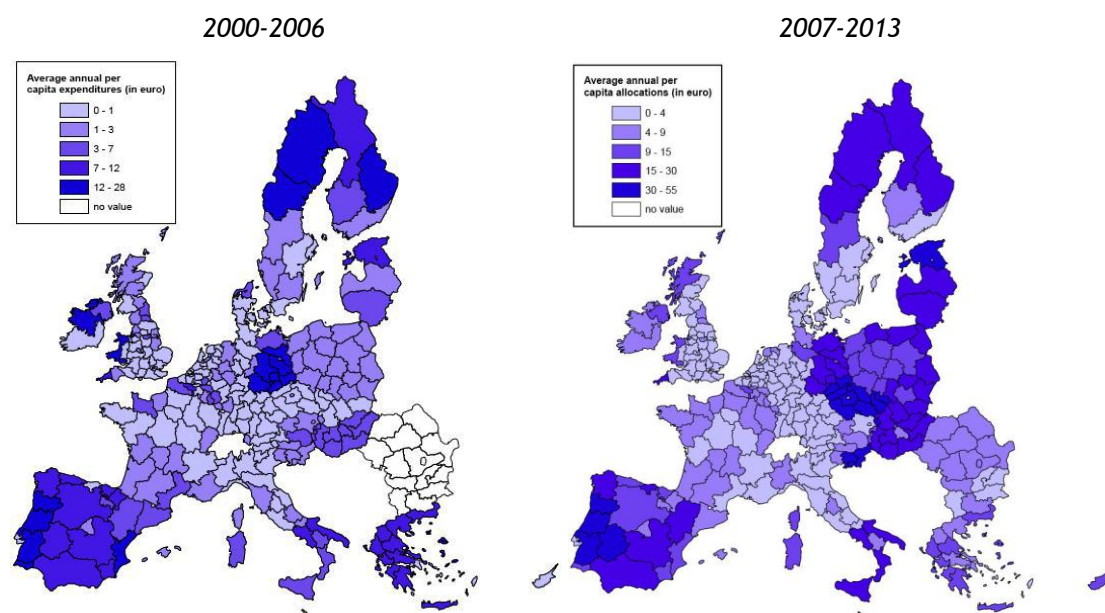 2000-2006
2007-2013
Average annual per
capita expenditures (in euro)
0 - 1
1 - 3
3 - 7
7 - 12
12 - 28
no value
Average annual per
capita allocations (in euro)
0 - 4
4 - 9
9 - 15
15 - 30
30 - 55
no value